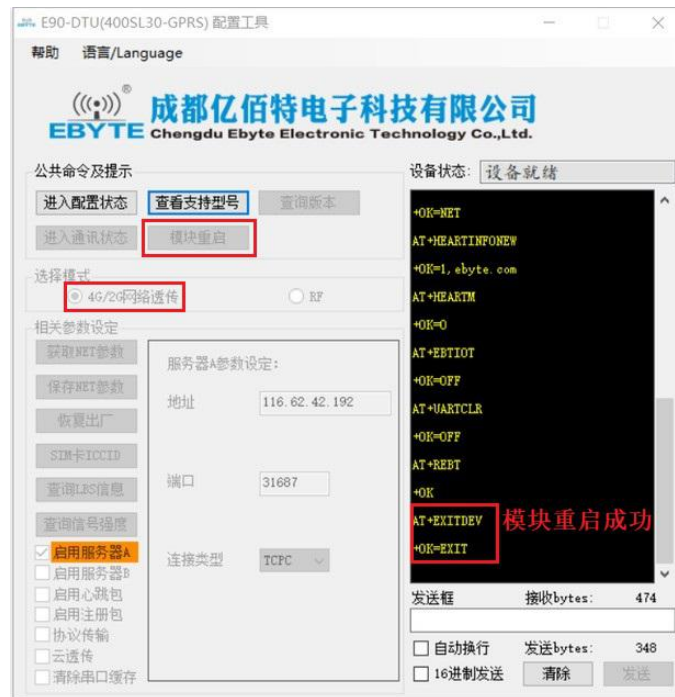 E90-DTU(400SL30-GPRS) 配置工具
帮助 语言/Language
EBYTE ®
成都亿佰特电子科技有限公司
Chengdu Ebyte Electronic Technology Co.,Ltd.
公共命令及提示
进入配置状态 查看支持型号 查询版本
进入通讯状态 模块重启
选择模式
4G/2G网络透传 RF
相关参数设定
获取NET参数
保存NET参数
恢复出厂
SIM卡ICCID
查询LBS信息
查询信号强度
启用服务器A
启用服务器B
启用心跳包
启用注册包
协议传输
云透传
清除串口缓存
服务器A参数设定:
地址 116.62.42.192
端口 31687
连接类型 TCPC
设备状态: 设备就绪
+OK=NET
AT+HEARTINFONEW
+OK=1,ebyte.com
AT+HEARTM
+OK=0
AT+EBTIOT
+OK=OFF
AT+UARTCLR
+OK=OFF
AT+REBT
+OK
AT+EXITDEV
+OK=EXIT
模块重启成功
发送框 接收bytes: 474
自动换行 发送bytes: 348
16进制发送 清除 发送